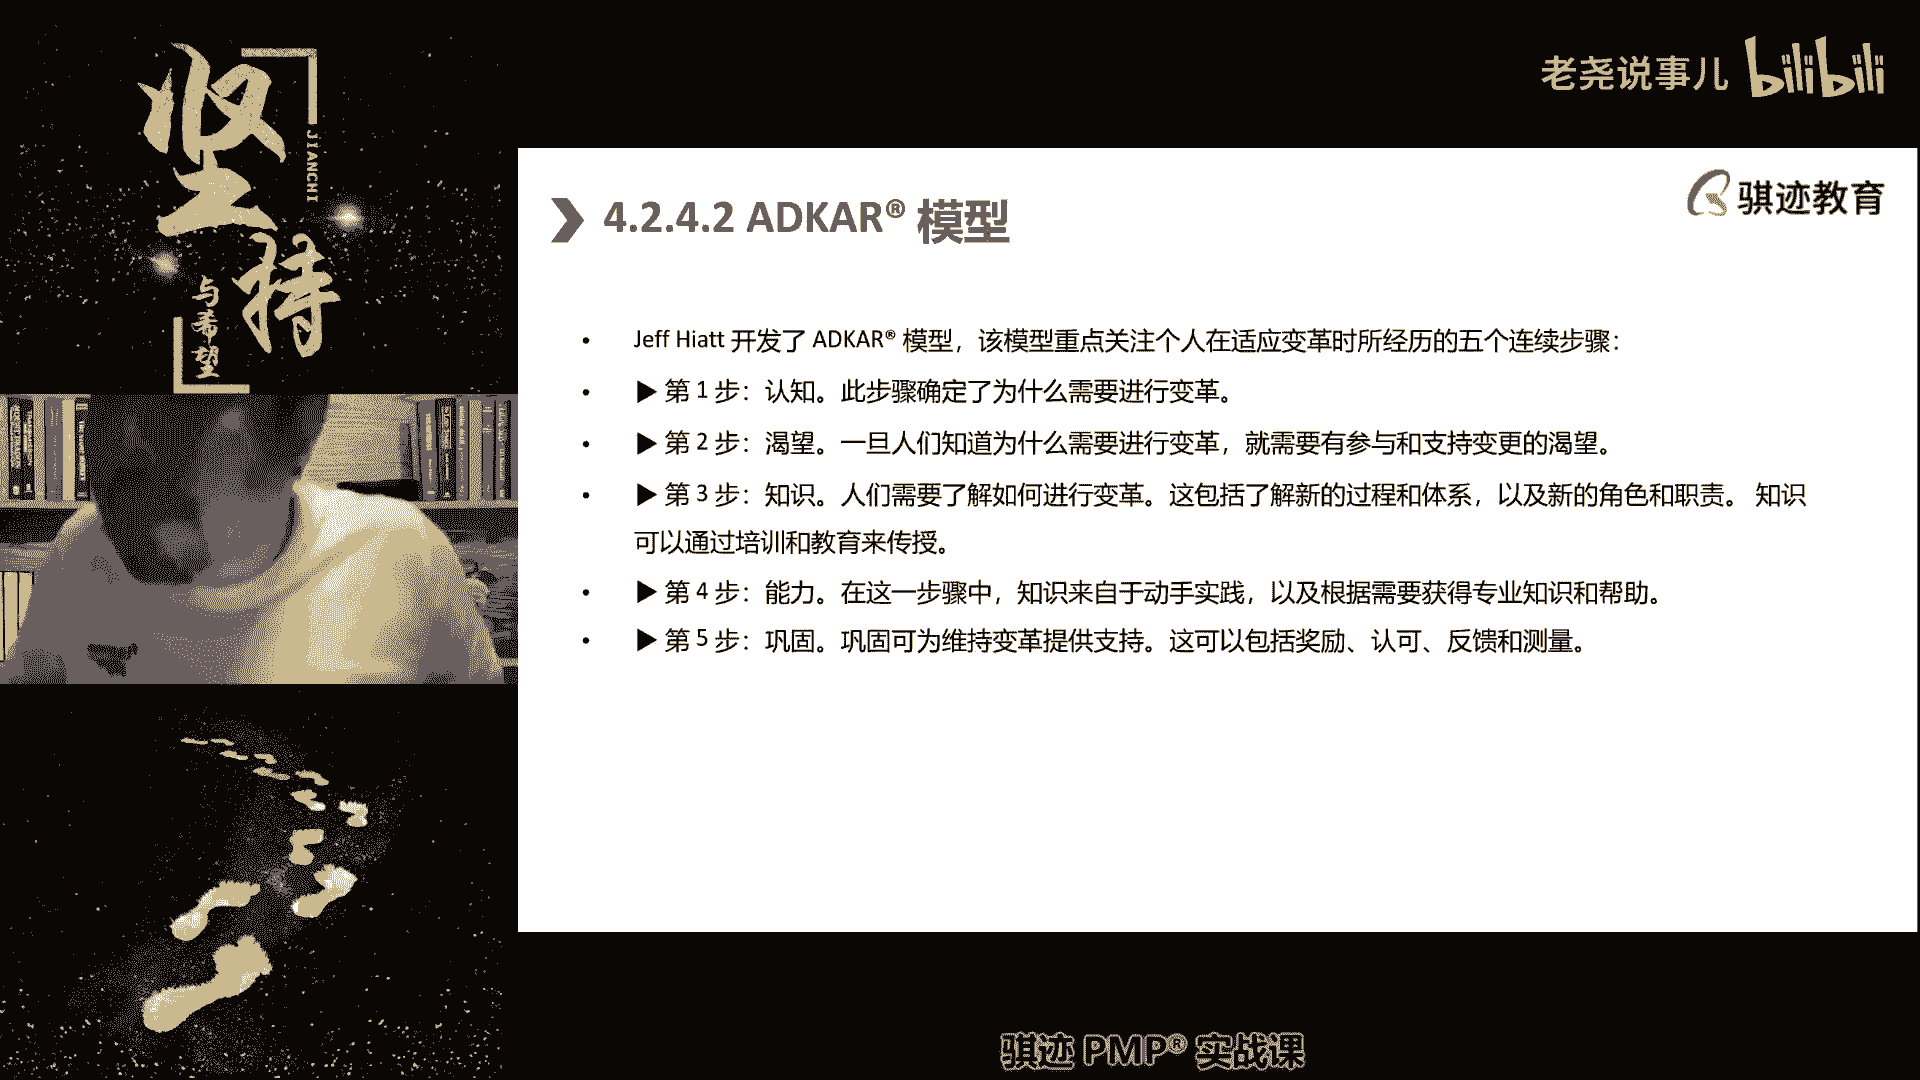 坚持
JIANCHI
与希望
老尧说事儿 bilibili
骐迹教育
4.2.4.2 ADKAR® 模型
• Jeff Hiatt 开发了 ADKAR® 模型，该模型重点关注个人在适应变革时所经历的五个连续步骤：
• ▶ 第 1 步：认知。此步骤确定了为什么需要进行变革。
• ▶ 第 2 步：渴望。一旦人们知道为什么需要进行变革，就需要有参与和支持变更的渴望。
• ▶ 第 3 步：知识。人们需要了解如何进行变革。这包括了解新的过程和体系，以及新的角色和职责。 知识
可以通过培训和教育来传授。
• ▶ 第 4 步：能力。在这一步骤中，知识来自于动手实践，以及根据需要获得专业知识和帮助。
• ▶ 第 5 步：巩固。巩固可为维持变革提供支持。这可以包括奖励、认可、反馈和测量。
骐迹 PMP® 实战课